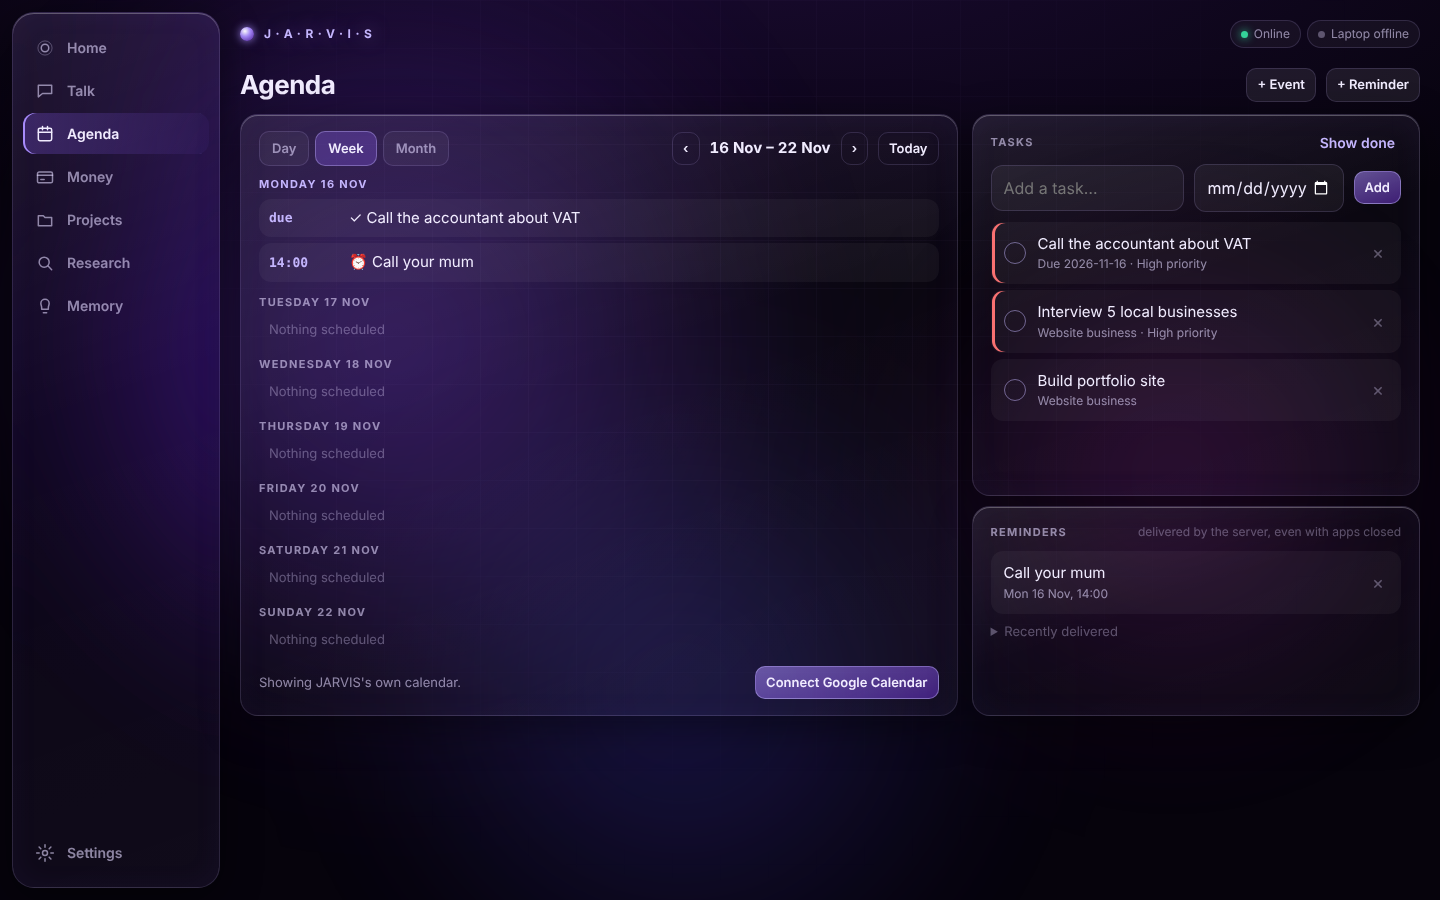 Home
Talk
Agenda
Money
Projects
Research
Memory
Settings
J·A·R·V·I·S
Online
Laptop offline
Agenda
+ Event
+ Reminder
Day
Week
Month
‹
16 Nov – 22 Nov
›
Today
MONDAY 16 NOV
due
✓ Call the accountant about VAT
14:00
⏰ Call your mum
TUESDAY 17 NOV
Nothing scheduled
WEDNESDAY 18 NOV
Nothing scheduled
THURSDAY 19 NOV
Nothing scheduled
FRIDAY 20 NOV
Nothing scheduled
SATURDAY 21 NOV
Nothing scheduled
SUNDAY 22 NOV
Nothing scheduled
Showing JARVIS's own calendar.
Connect Google Calendar
TASKS
Show done
Add a task...
mm/dd/yyyy
Add
Call the accountant about VAT
Due 2026-11-16 · High priority
×
Interview 5 local businesses
Website business · High priority
×
Build portfolio site
Website business
×
REMINDERS
delivered by the server, even with apps closed
Call your mum
Mon 16 Nov, 14:00
×
▶ Recently delivered